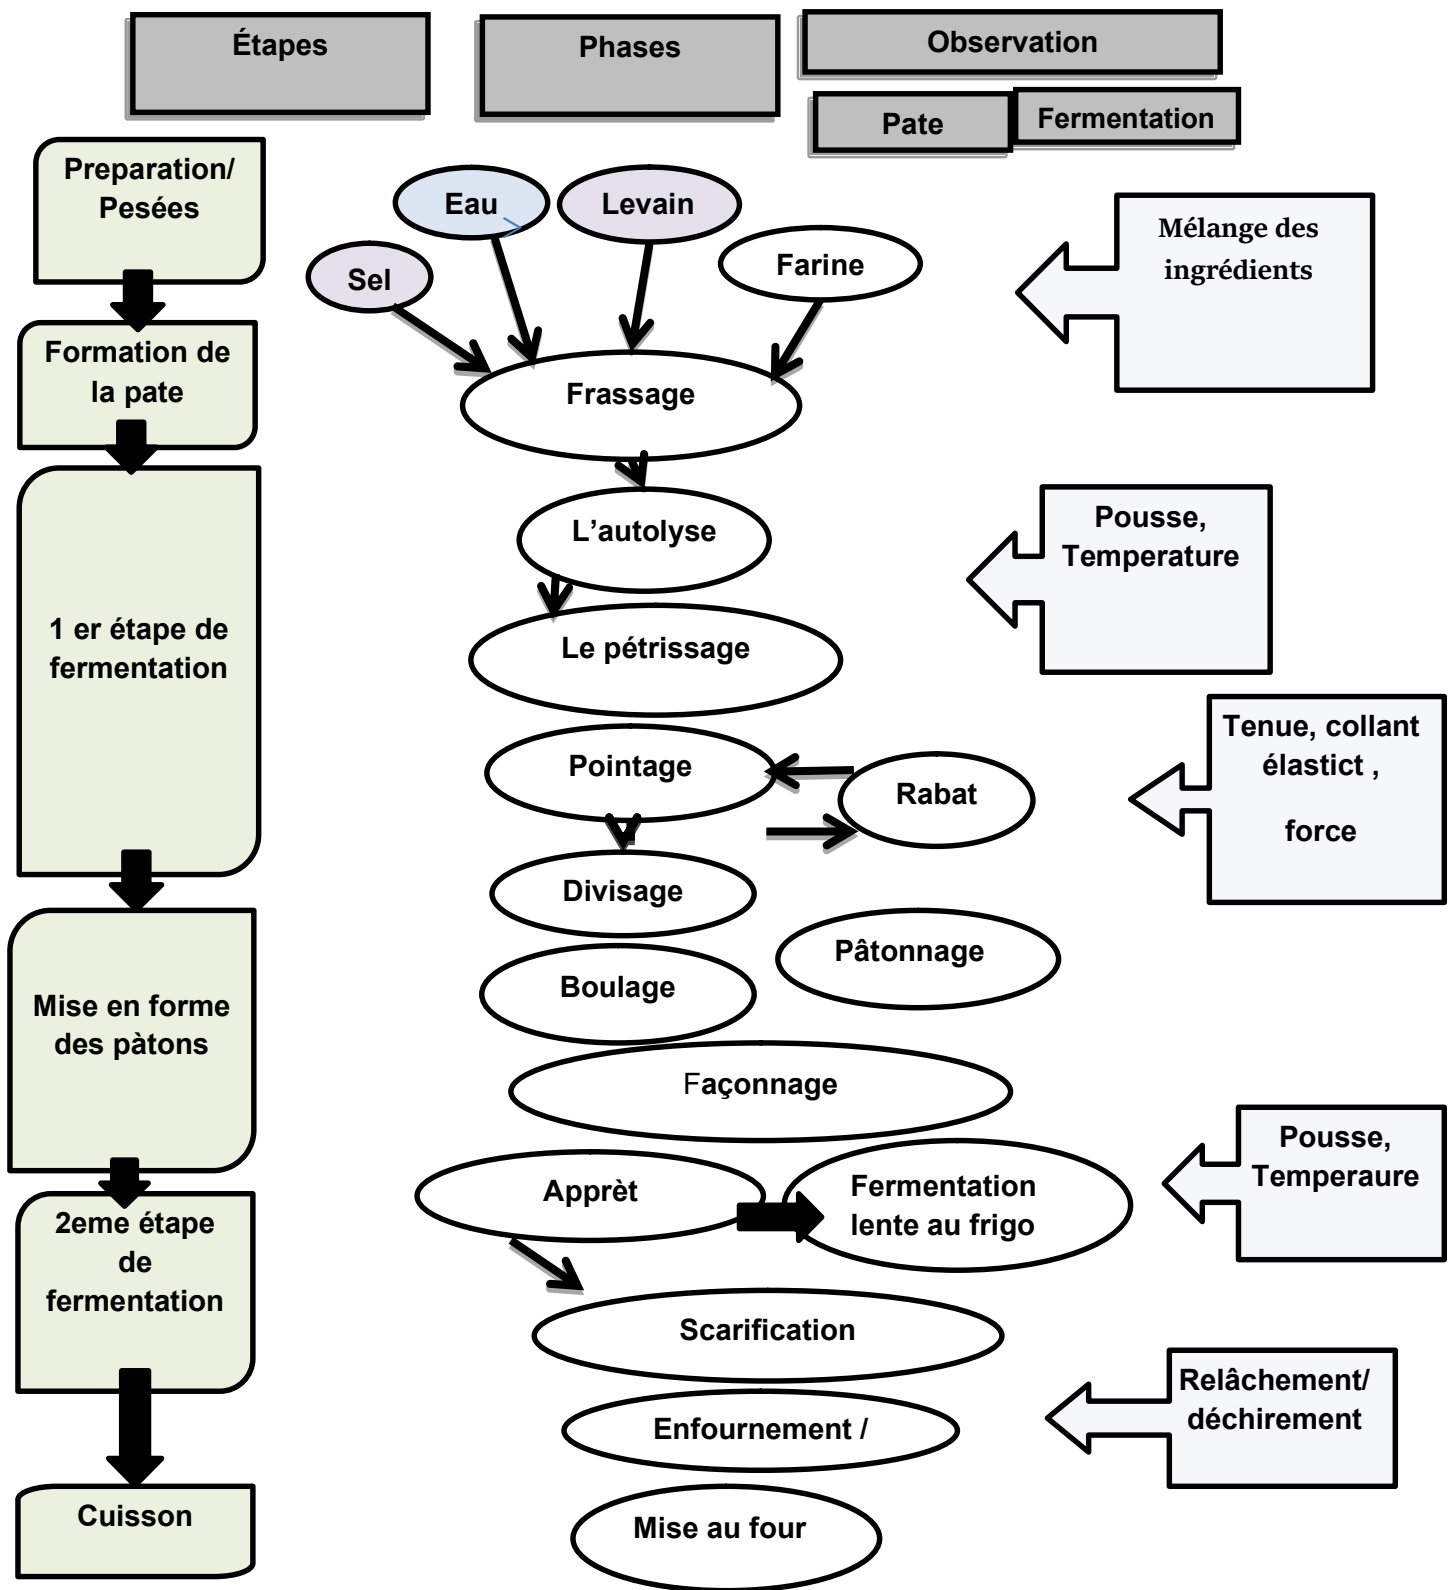 Étapes
Phases
Observation
Pate
Fermentation
Preparation/
Pesées
Eau
Levain
Sel
Farine
Mélange des
ingrédients
Formation de
la pate
Frassage
L'autolyse
Pousse,
Temperature
1 er étape de
fermentation
Le pétrissage
Pointage
Rabat
Tenue, collant
élastict ,
force
Divisage
Pâtonnage
Boulage
Mise en forme
des pàtons
Façonnage
Apprèt
Fermentation
lente au frigo
Pousse,
Temperaure
2eme étape
de
fermentation
Scarification
Enfournement /
Relâchement/
déchirement
Cuisson
Mise au four